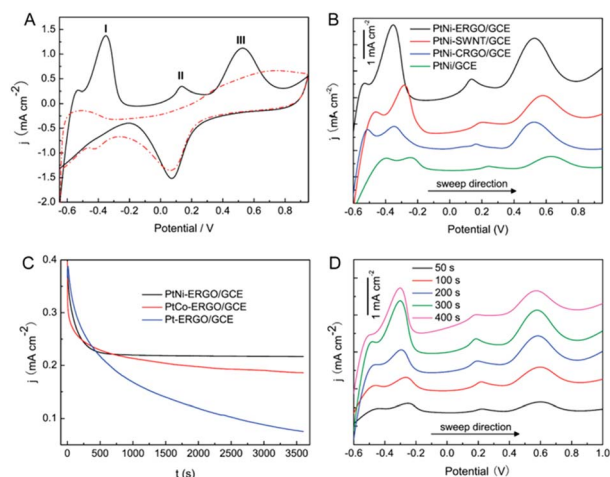 A
I
II
III
j (mA cm-2)
1.5
1.0
0.5
0.0
-0.5
-1.0
-1.5
-2.0
-0.6 -0.4 -0.2 0.0 0.2 0.4 0.6 0.8
Potential / V
B
PtNi-ERGO/GCE
PtNi-SWNT/GCE
PtNi-CRGO/GCE
PtNi/GCE
1 mA cm-2
j (mA cm-2)
sweep direction
-0.6 -0.4 -0.2 0.0 0.2 0.4 0.6 0.8
Potential (V)
C
PtNi-ERGO/GCE
PtCo-ERGO/GCE
Pt-ERGO/GCE
j (mA cm-2)
0.4
0.3
0.2
0.1
0 500 1000 1500 2000 2500 3000 3500
t (s)
D
50 s
100 s
200 s
300 s
400 s
1 mA cm-2
j (mA cm-2)
sweep direction
-0.6 -0.4 -0.2 0.0 0.2 0.4 0.6 0.8 1.0
Potential (V)